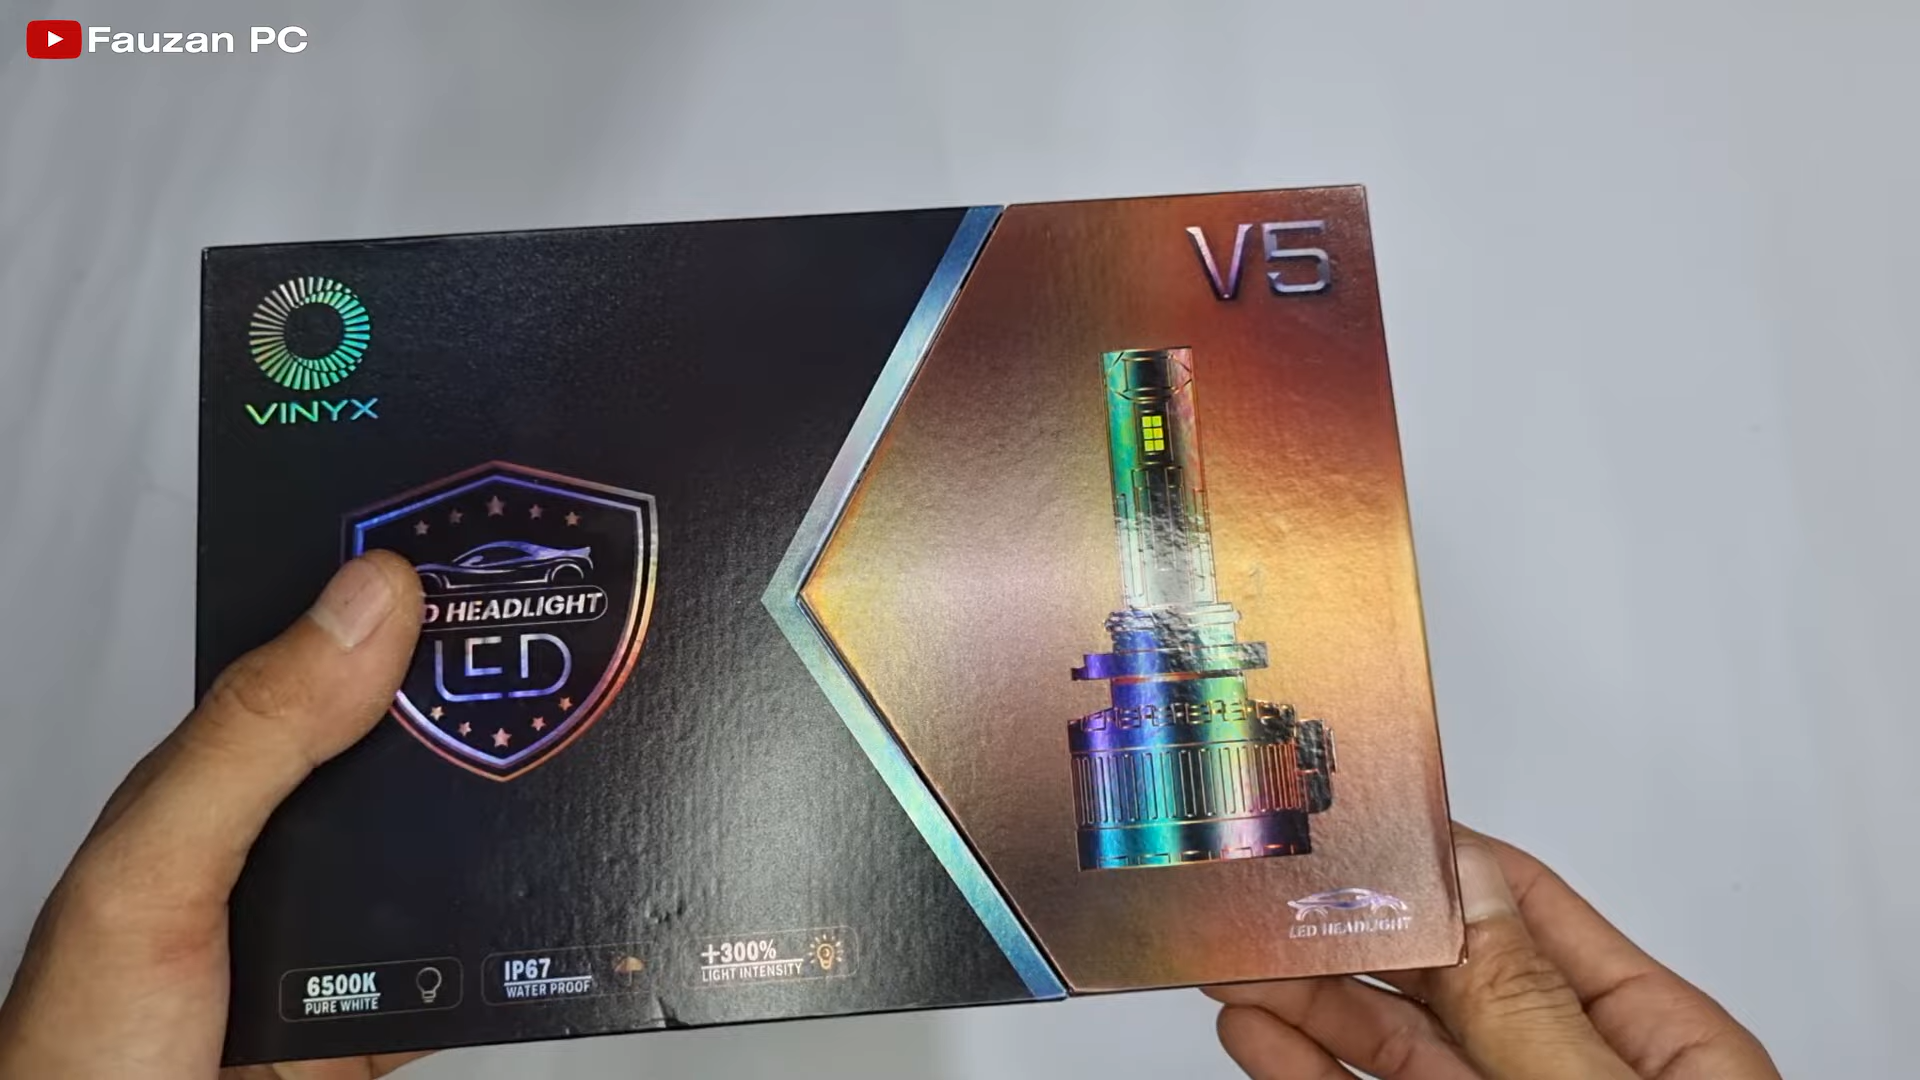 Fauzan PC
V5
VINYX
D HEADLIGHT
LED
6500K
PURE WHITE
IP67
WATER PROOF
+300%
LIGHT INTENSITY
LED HEADLIGHT